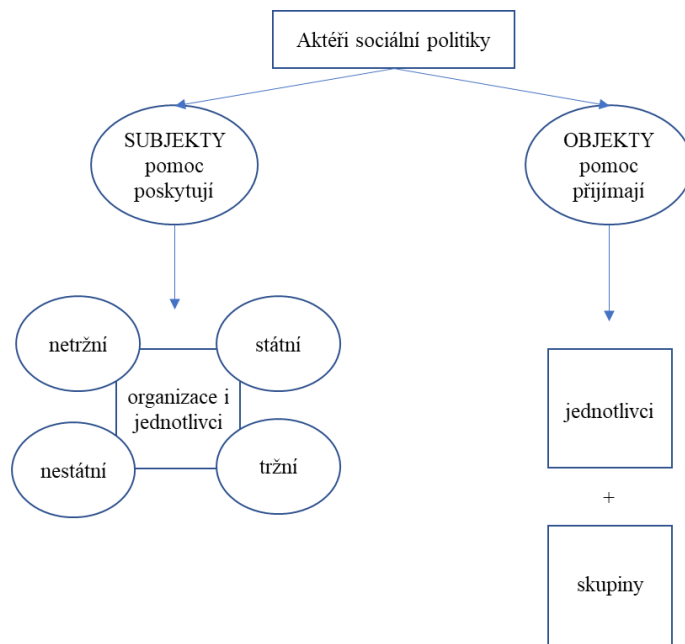 Aktéři sociální politiky
SUBJEKTY
pomoc
poskytují
OBJEKTY
pomoc
přijímají
netržní
státní
organizace i
jednotlivci
nestátní
tržní
jednotlivci
+
skupiny